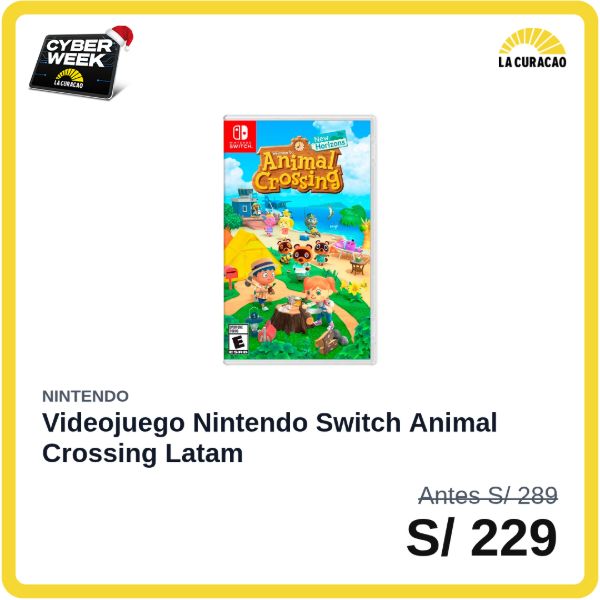 CYBER
WEEK
LA CURACAO
LA CURACAO
NINTENDO
SWITCH
New
Horizons
Animal
Crossing
E
ESRB
NINTENDO
Videojuego Nintendo Switch Animal
Crossing Latam
Antes S/ 289
S/ 229